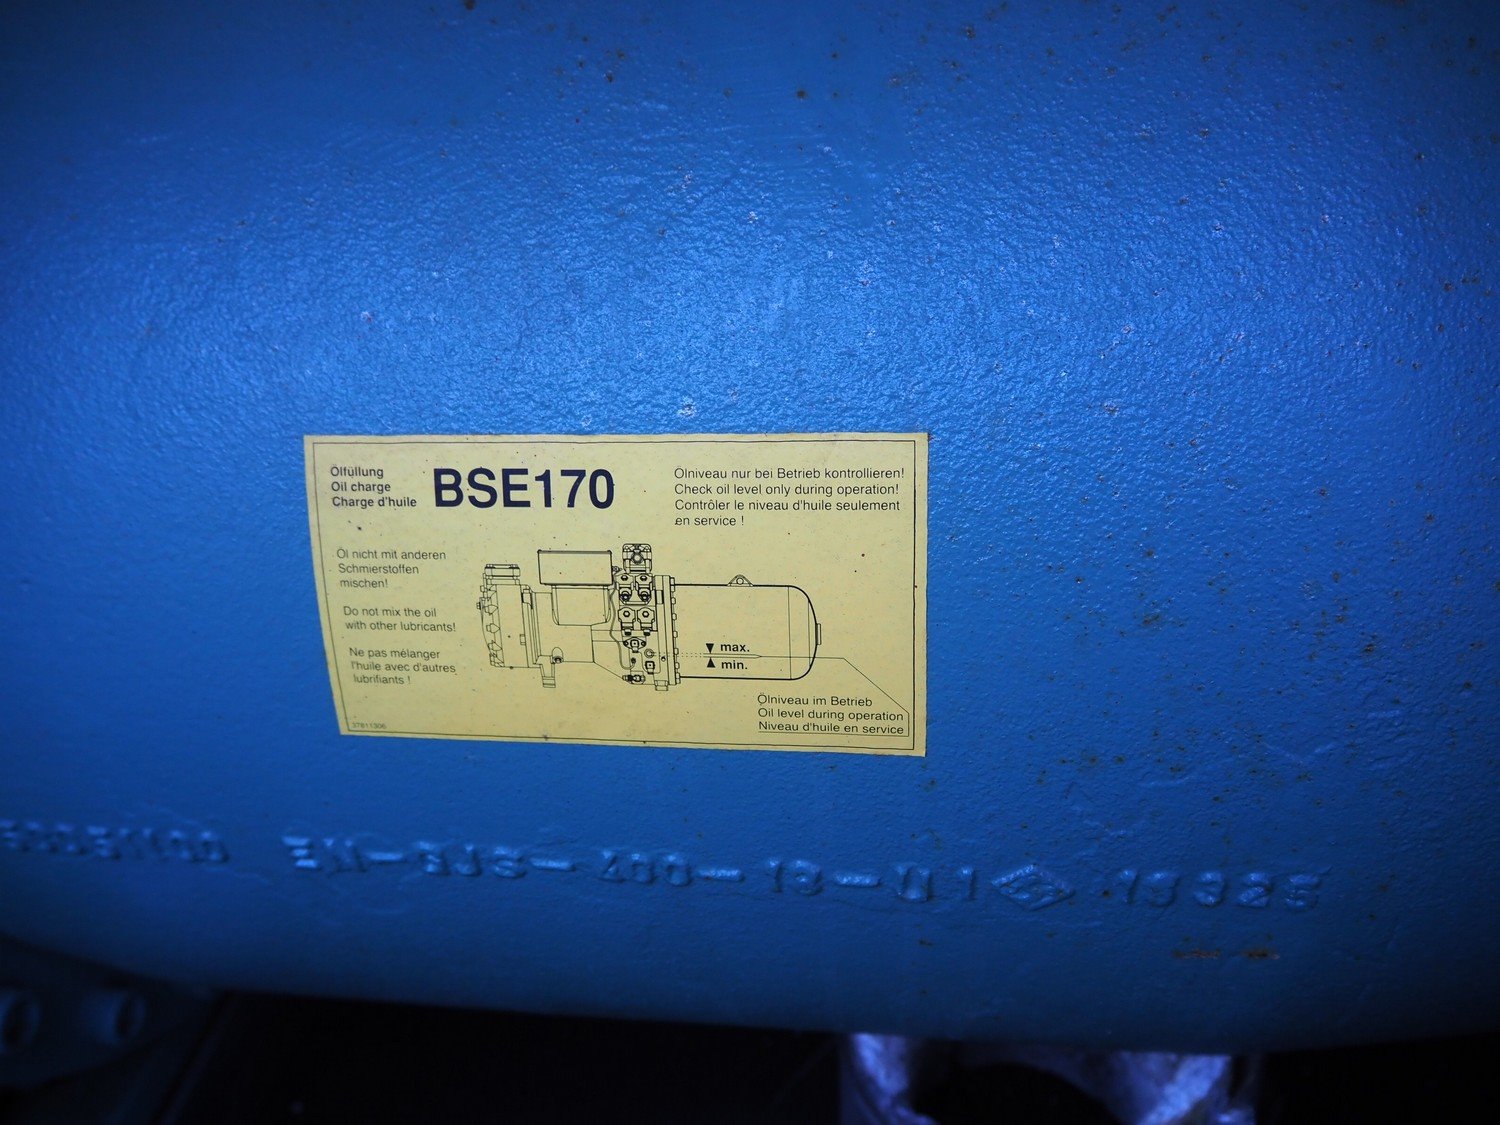 Ölfüllung
Oil charge
Charge d'huile
BSE170
Ölniveau nur bei Betrieb kontrollieren!
Check oil level only during operation!
Contrôler le niveau d'huile seulement
en service !
Öl nicht mit anderen
Schmierstoffen
mischen!
Do not mix the oil
with other lubricants!
Ne pas mélanger
l'huile avec d'autres
lubrifiants !
max.
min.
Ölniveau im Betrieb
Oil level during operation
Niveau d'huile en service
37811306
400-18-